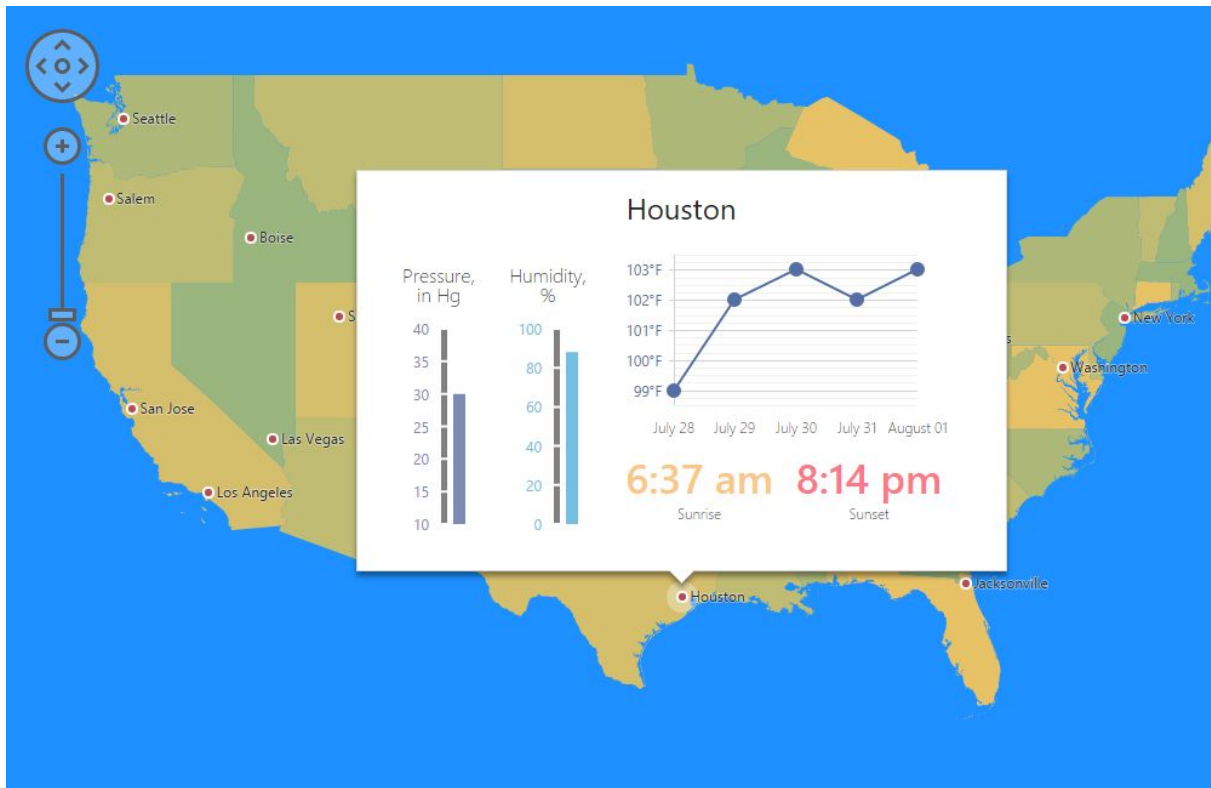 Seattle
Salem
Boise
San Jose
Las Vegas
Los Angeles
Houston
Pressure,
in Hg
40
35
30
25
20
15
10
Humidity,
%
100
80
60
40
20
0
103°F
102°F
101°F
100°F
99°F
July 28 July 29 July 30 July 31 August 01
6:37 am 8:14 pm
Sunrise Sunset
New York
Washington
Jacksonville
Houston